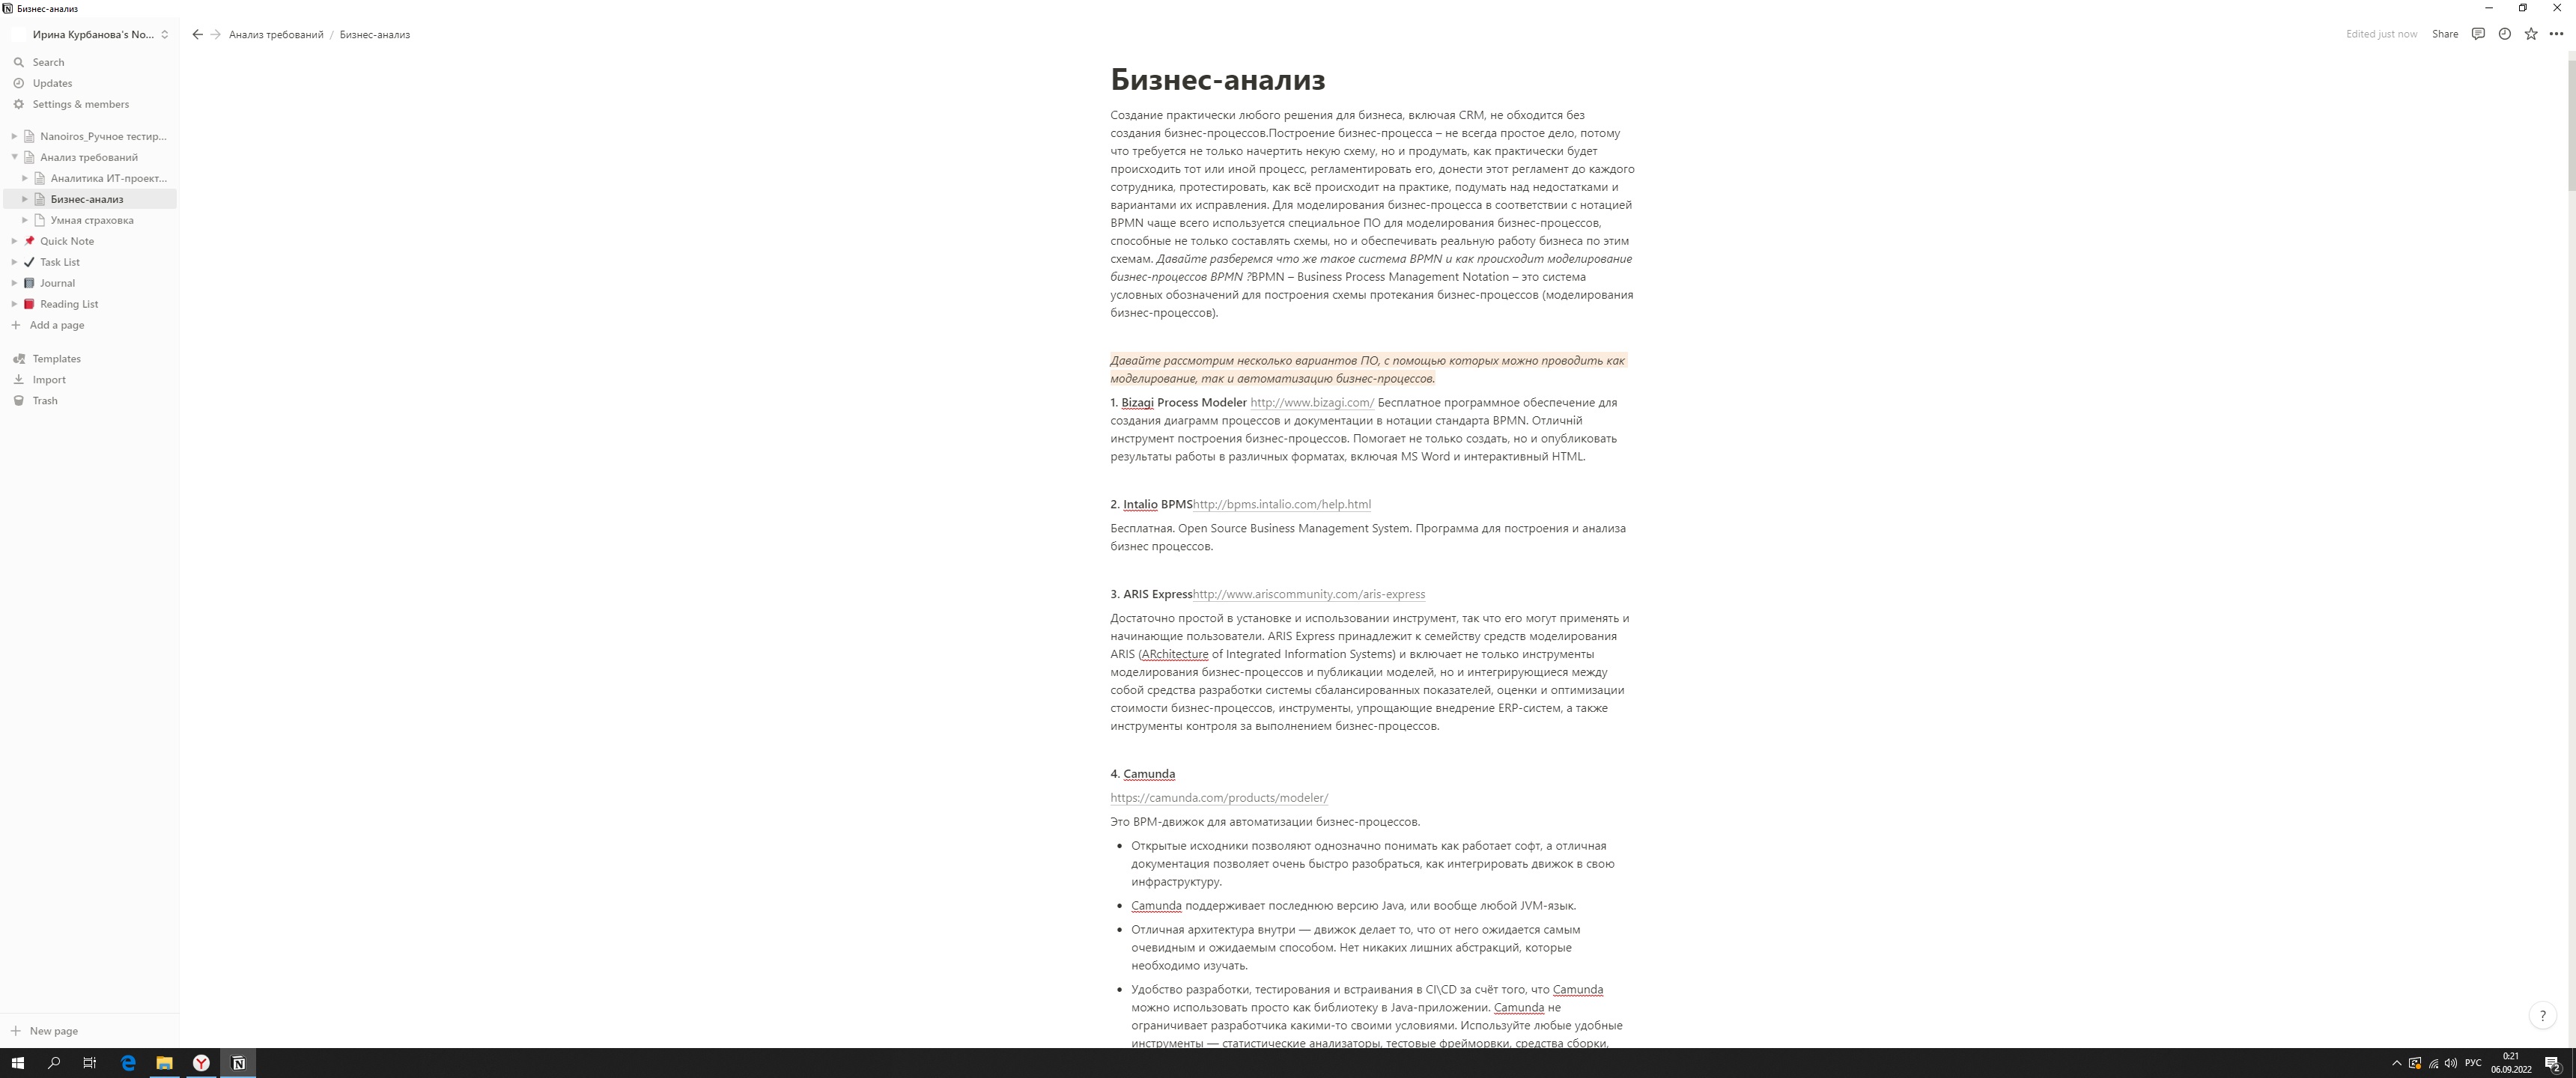 Бизнес-анализ
Ирина Курбанова's No...
Анализ требований / Бизнес-анализ
Edited just now
Share
Search
Updates
Settings & members
Nanoiros_Ручное тестир...
Анализ требований
Аналитика ИТ-проект...
Бизнес-анализ
Умная страховка
Quick Note
Task List
Journal
Reading List
Add a page
Templates
Import
Trash
New page
Бизнес-анализ
Создание практически любого решения для бизнеса, включая CRM, не обходится без
создания бизнес-процессов.Построение бизнес-процесса – не всегда простое дело, потому
что требуется не только начертить некую схему, но и продумать, как практически будет
происходить тот или иной процесс, регламентировать его, донести этот регламент до каждого
сотрудника, протестировать, как всё происходит на практике, подумать над недостатками и
вариантами их исправления. Для моделирования бизнес-процесса в соответствии с нотацией
BPMN чаще всего используется специальное ПО для моделирования бизнес-процессов,
способные не только составлять схемы, но и обеспечивать реальную работу бизнеса по этим
схемам. Давайте разберемся что же такое система BPMN и как происходит моделирование
бизнес-процессов BPMN ?BPMN – Business Process Management Notation – это система
условных обозначений для построения схемы протекания бизнес-процессов (моделирования
бизнес-процессов).
Давайте рассмотрим несколько вариантов ПО, с помощью которых можно проводить как
моделирование, так и автоматизацию бизнес-процессов.
1. Bizagi Process Modeler http://www.bizagi.com/ Бесплатное программное обеспечение для
создания диаграмм процессов и документации в нотации стандарта BPMN. Отличнiй
инструмент построения бизнес-процессов. Помогает не только создать, но и опубликовать
результаты работы в различных форматах, включая MS Word и интерактивный HTML.
2. Intalio BPMShttp://bpms.intalio.com/help.html
Бесплатная. Open Source Business Management System. Программа для построения и анализа
бизнес процессов.
3. ARIS Expresshttp://www.ariscommunity.com/aris-express
Достаточно простой в установке и использовании инструмент, так что его могут применять и
начинающие пользователи. ARIS Express принадлежит к семейству средств моделирования
ARIS (ARchitecture of Integrated Information Systems) и включает не только инструменты
моделирования бизнес-процессов и публикации моделей, но и интегрирующиеся между
собой средства разработки системы сбалансированных показателей, оценки и оптимизации
стоимости бизнес-процессов, инструменты, упрощающие внедрение ERP-систем, а также
инструменты контроля за выполнением бизнес-процессов.
4. Camunda
https://camunda.com/products/modeler/
Это BPM-движок для автоматизации бизнес-процессов.
• Открытые исходники позволяют однозначно понимать как работает софт, а отличная
документация позволяет очень быстро разобраться, как интегрировать движок в свою
инфраструктуру.
• Camunda поддерживает последнюю версию Java, или вообще любой JVM-язык.
• Отличная архитектура внутри — движок делает то, что от него ожидается самым
очевидным и ожидаемым способом. Нет никаких лишних абстракций, которые
необходимо изучать.
• Удобство разработки, тестирования и встраивания в CI\CD за счёт того, что Camunda
можно использовать просто как библиотеку в Java-приложении. Camunda не
ограничивает разработчика какими-то своими условиями. Используйте любые удобные
инструменты — статистические анализаторы, тестовые фрейморвки, средства сборки,
?
РУС
0:21
06.09.2022
2